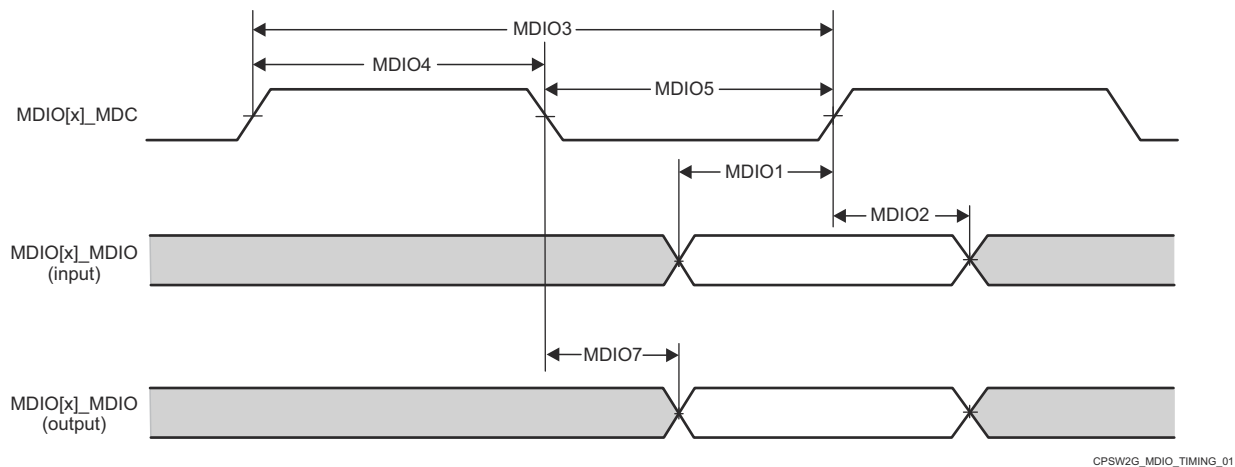 MDIO3
MDIO4
MDIO5
MDIO[x]_MDC
MDIO1
MDIO2
MDIO[x]_MDIO
(input)
MDIO7
MDIO[x]_MDIO
(output)
CPSW2G_MDIO_TIMING_01